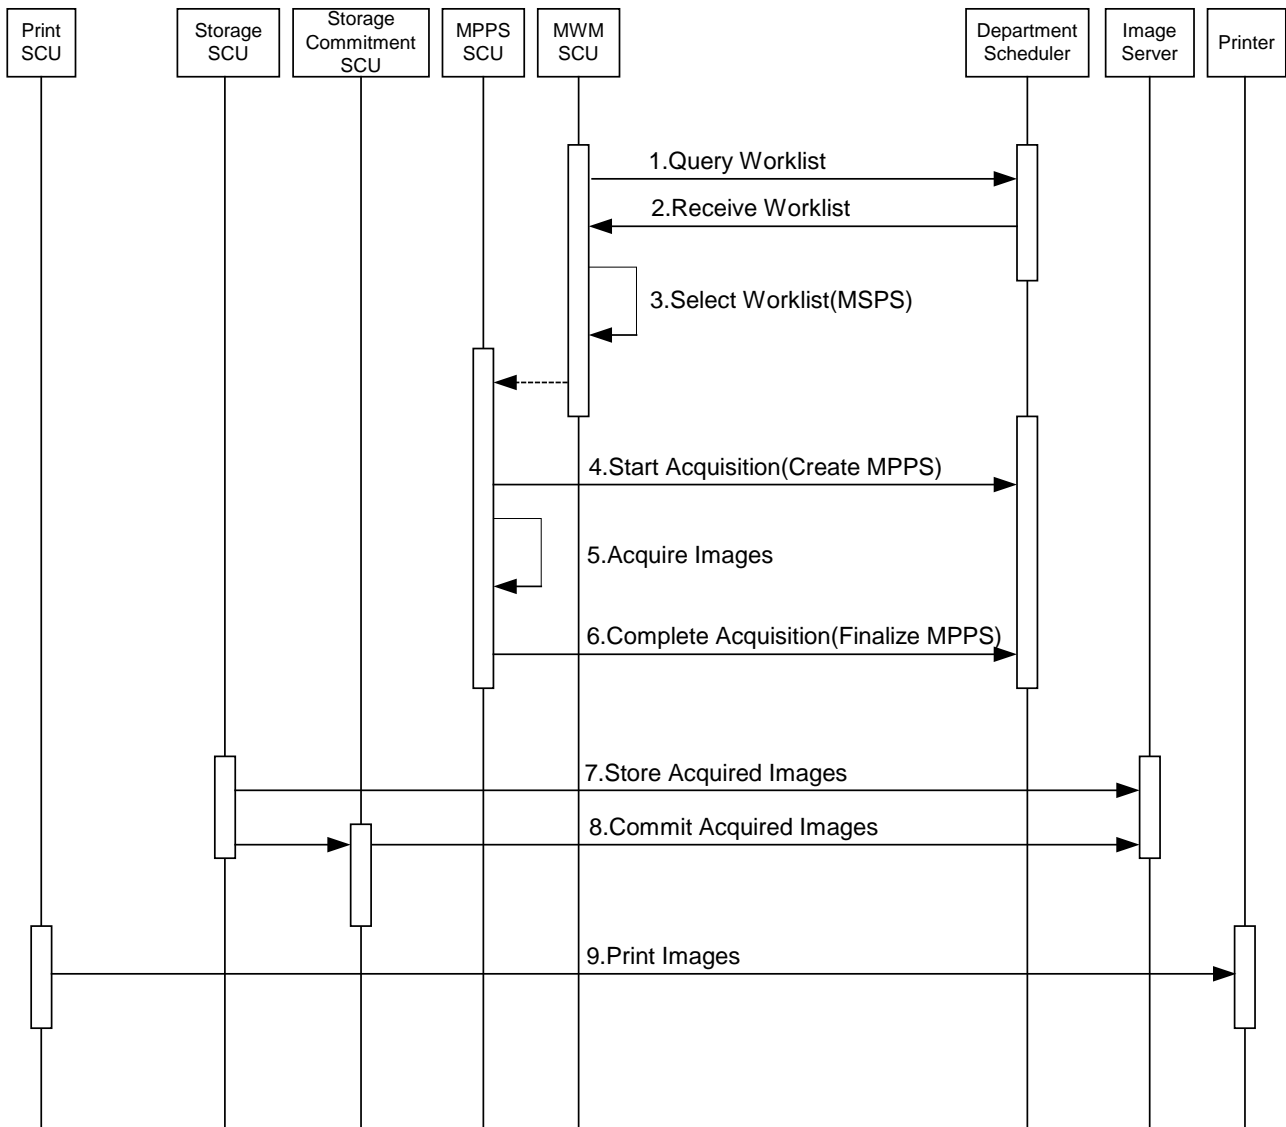 Print
SCU
Storage
SCU
Storage
Commitment
SCU
MPPS
SCU
MWM
SCU
Department
Scheduler
Image
Server
Printer
1.Query Worklist
2.Receive Worklist
3.Select Worklist(MSPS)
4.Start Acquisition(Create MPPS)
5.Acquire Images
6.Complete Acquisition(Finalize MPPS)
7.Store Acquired Images
8.Commit Acquired Images
9.Print Images